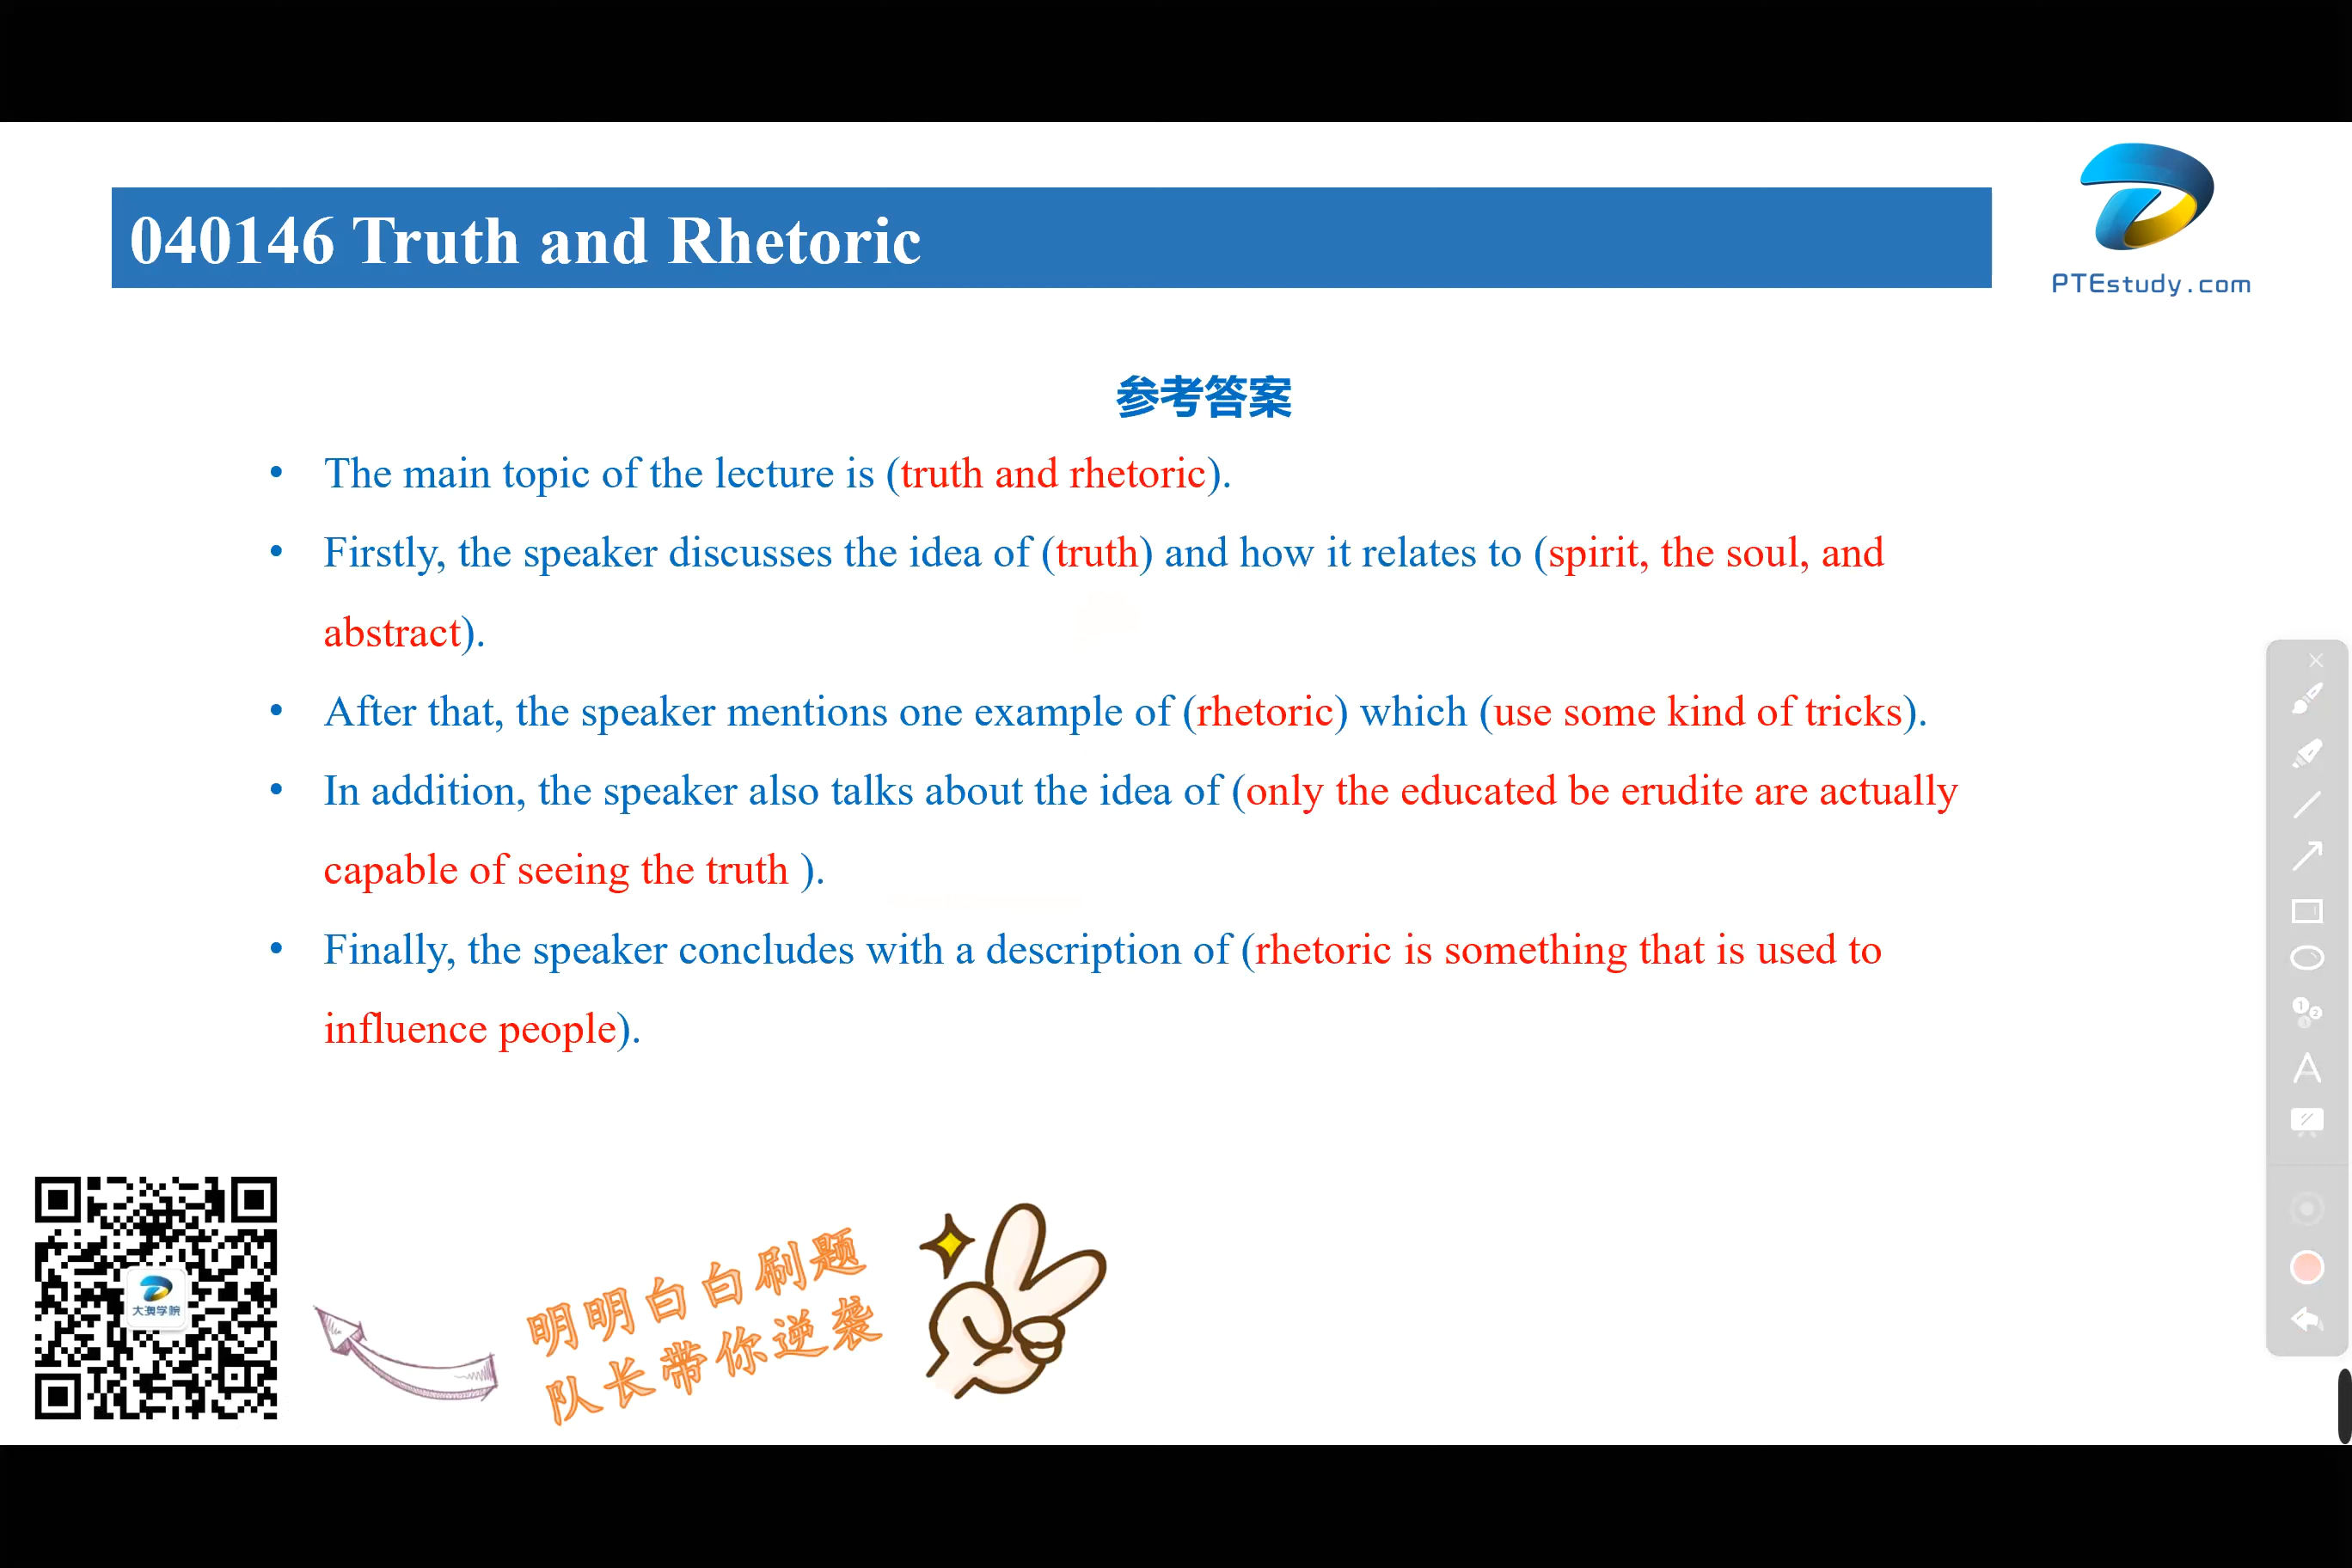 040146 Truth and Rhetoric
PTEstudy.com
参考答案
• The main topic of the lecture is (truth and rhetoric).
• Firstly, the speaker discusses the idea of (truth) and how it relates to (spirit, the soul, and
abstract).
• After that, the speaker mentions one example of (rhetoric) which (use some kind of tricks).
• In addition, the speaker also talks about the idea of (only the educated be erudite are actually
capable of seeing the truth ).
• Finally, the speaker concludes with a description of (rhetoric is something that is used to
influence people).
大澳学院
明明白白刷题
队长带你逆袭